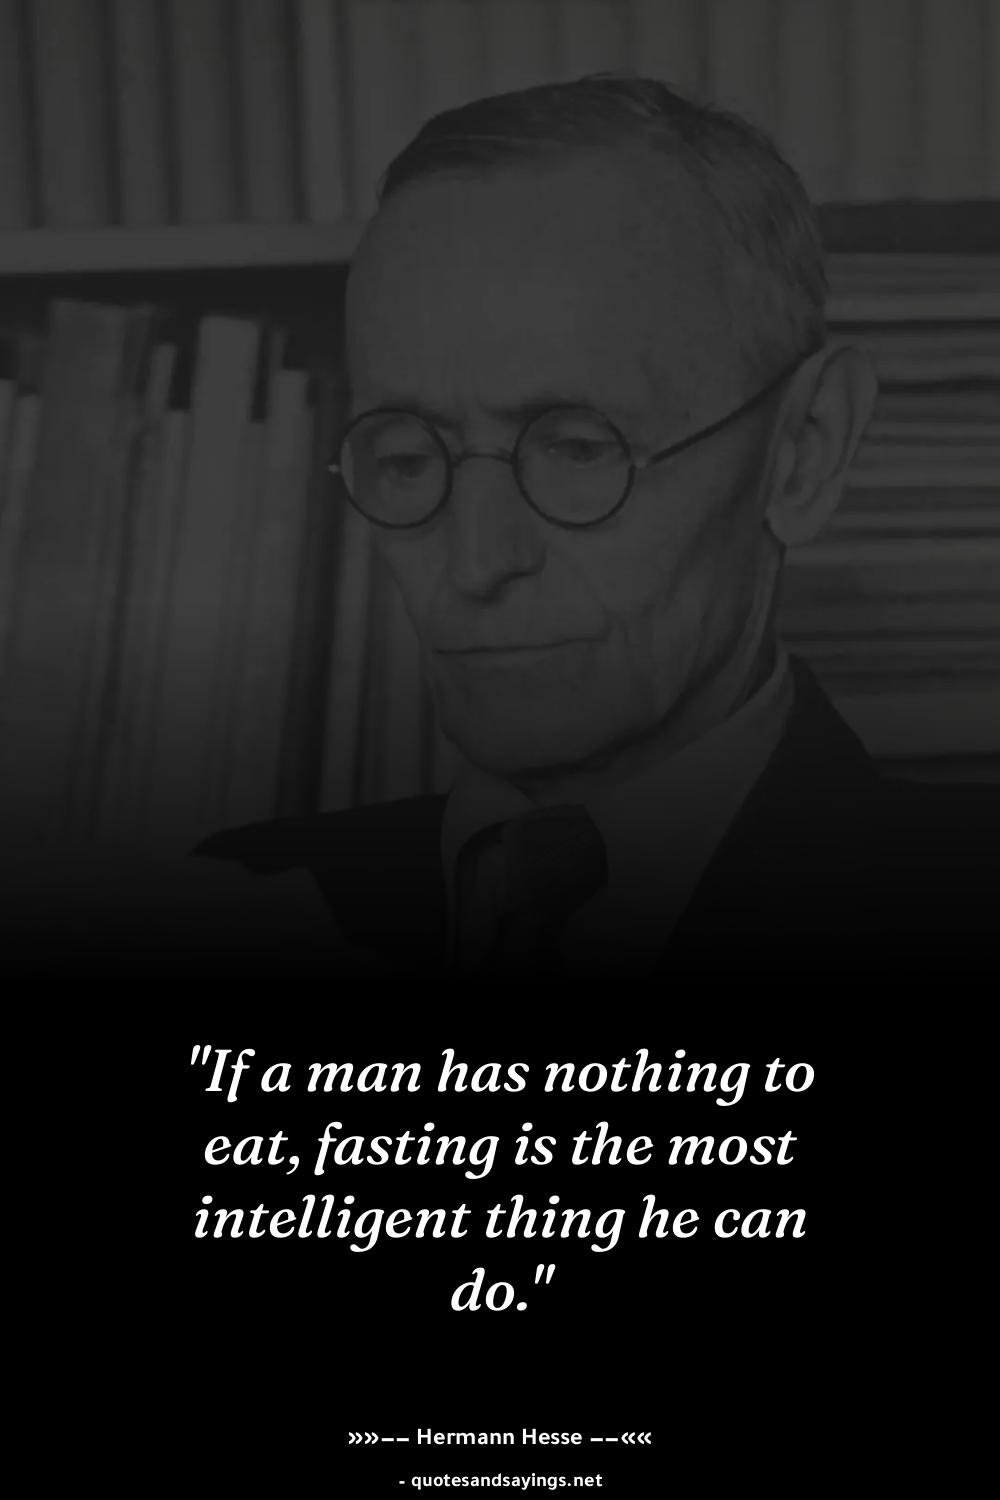 "If a man has nothing to
eat, fasting is the most
intelligent thing he can
do."
»»−− Hermann Hesse −−««
- quotesandsayings.net